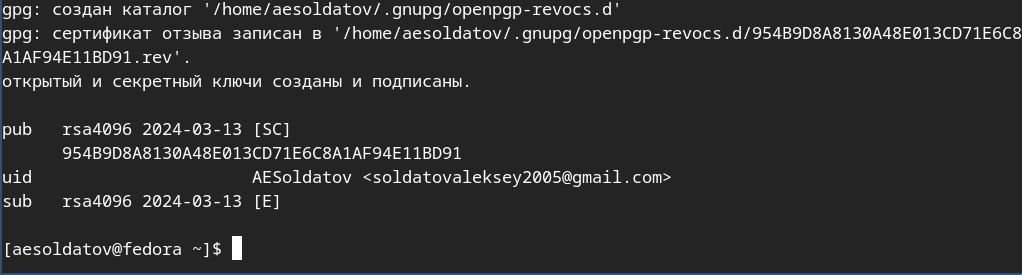 gpg: создан каталог '/home/aesoldatov/.gnupg/openpgp-revocs.d'
gpg: сертификат отзыва записан в '/home/aesoldatov/.gnupg/openpgp-revocs.d/954B9D8A8130A48E013CD71E6C8
A1AF94E11BD91.rev'.
открытый и секретный ключи созданы и подписаны.
pub   rsa4096 2024-03-13 [SC]
      954B9D8A8130A48E013CD71E6C8A1AF94E11BD91
uid                      AESoldatov <soldatovaleksey2005@gmail.com>
sub   rsa4096 2024-03-13 [E]
[aesoldatov@fedora ~]$